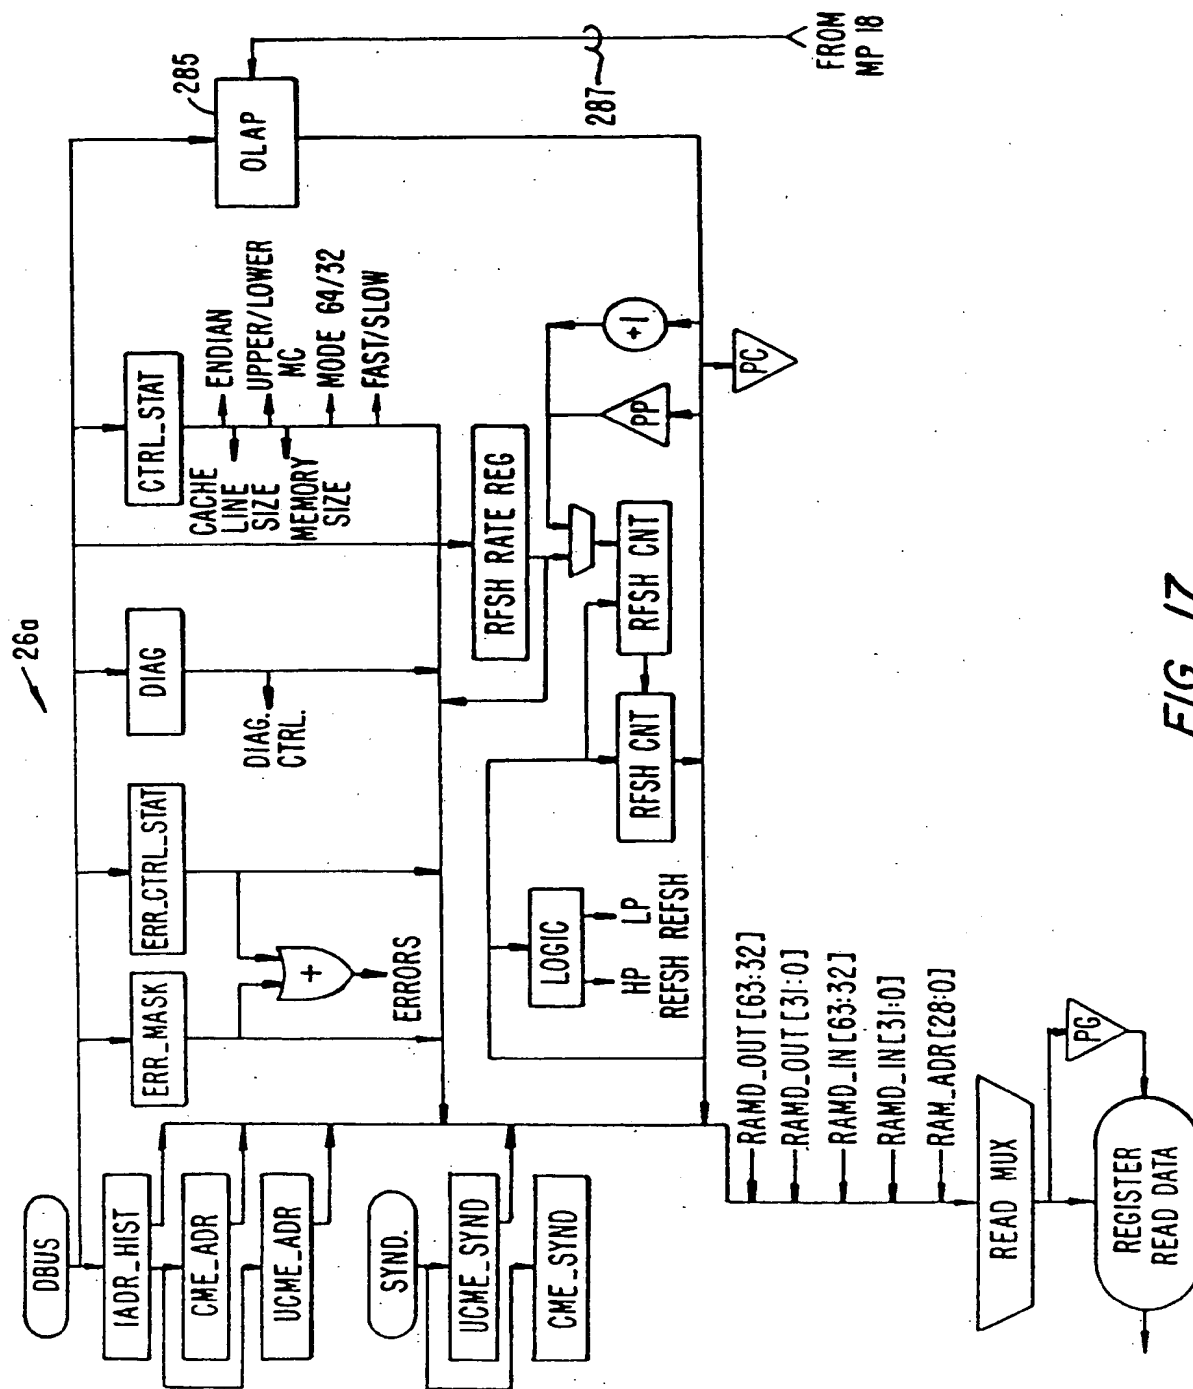 26a
DBUS
IADR_HIST
CME_ADR
UCME_ADR
SYND.
UCME_SYND
CME_SYND
ERR_MASK
ERR_CTRL_STAT
+
ERRORS
DIAG
DIAG.
CTRL.
CTRL_STAT
CACHE
LINE
SIZE
MEMORY
SIZE
ENDIAN
UPPER/LOWER
MC
MODE 64/32
FAST/SLOW
OLAP
285
287
FROM
MP 18
RFSH RATE REG
RFSH CNT
RFSH CNT
LOGIC
HP
REFSH
LP
REFSH
PP
+1
PC
RAMD_OUT[63:32]
RAMD_OUT[31:0]
RAMD_IN[63:32]
RAMD_IN[31:0]
RAM_ADR[28:0]
READ MUX
PG
REGISTER
READ DATA
FIG. 17